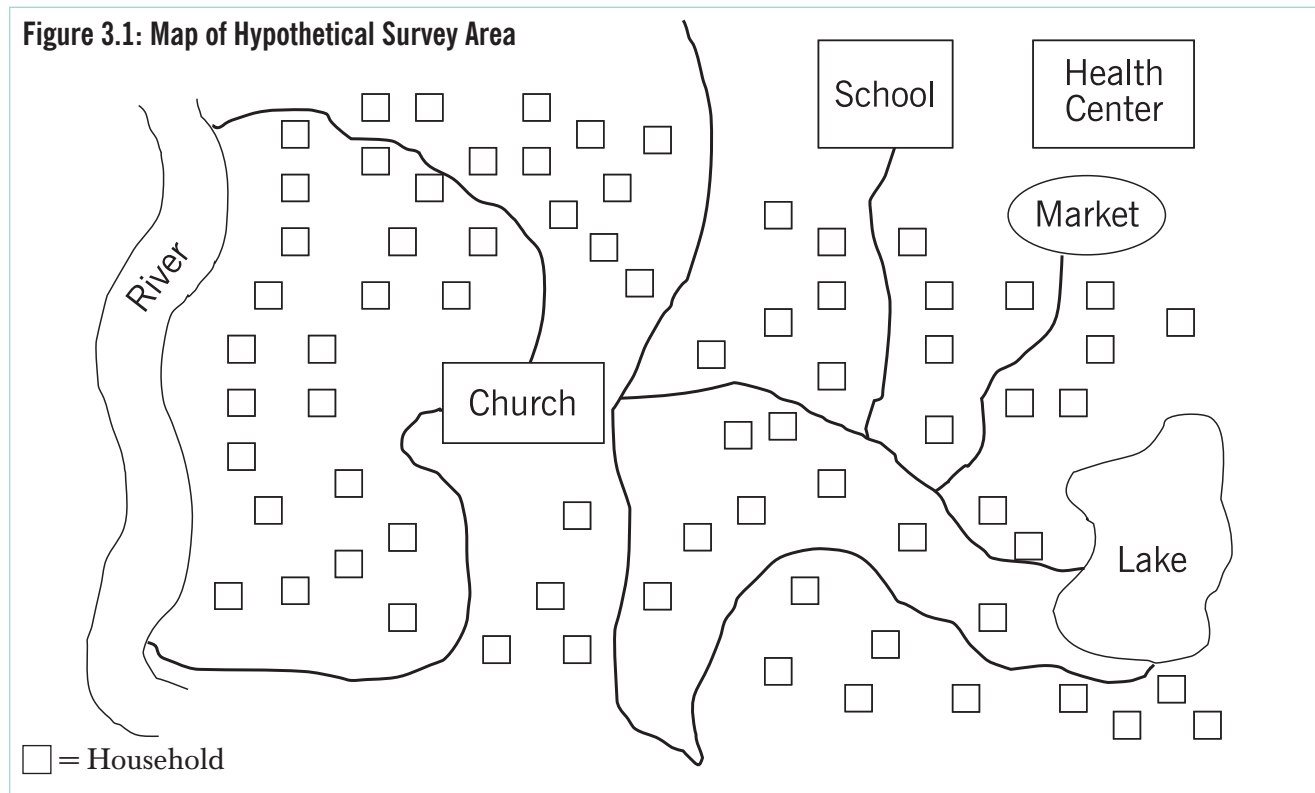 Figure 3.1: Map of Hypothetical Survey Area
School
Health
Center
Market
River
Church
Lake
= Household